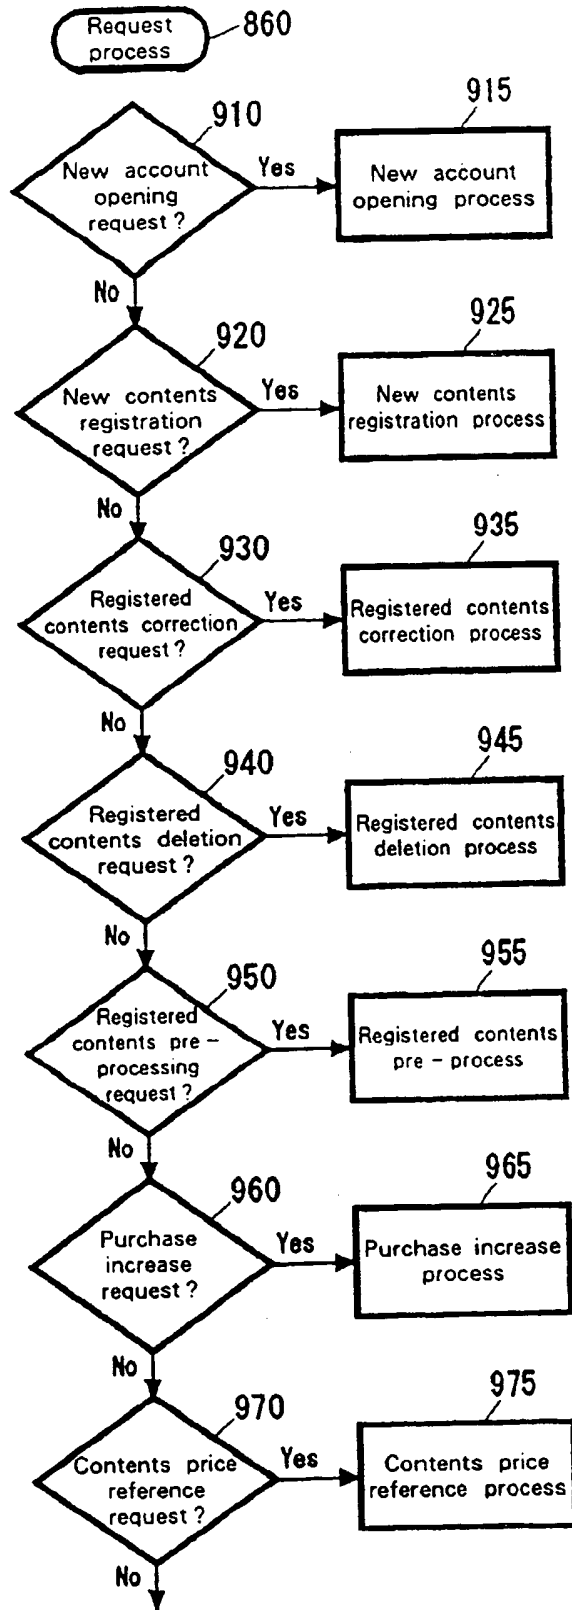 Request
process
860
910
915
New account
opening
request ?
Yes
New account
opening process
No
920
925
New contents
registration
request ?
Yes
New contents
registration process
No
930
935
Registered
contents correction
request ?
Yes
Registered contents
correction process
No
940
945
Registered
contents deletion
request ?
Yes
Registered contents
deletion process
No
950
955
Registered
contents pre -
processing
request ?
Yes
Registered contents
pre - process
No
960
965
Purchase
increase
request ?
Yes
Purchase increase
process
No
970
975
Contents price
reference
request ?
Yes
Contents price
reference process
No